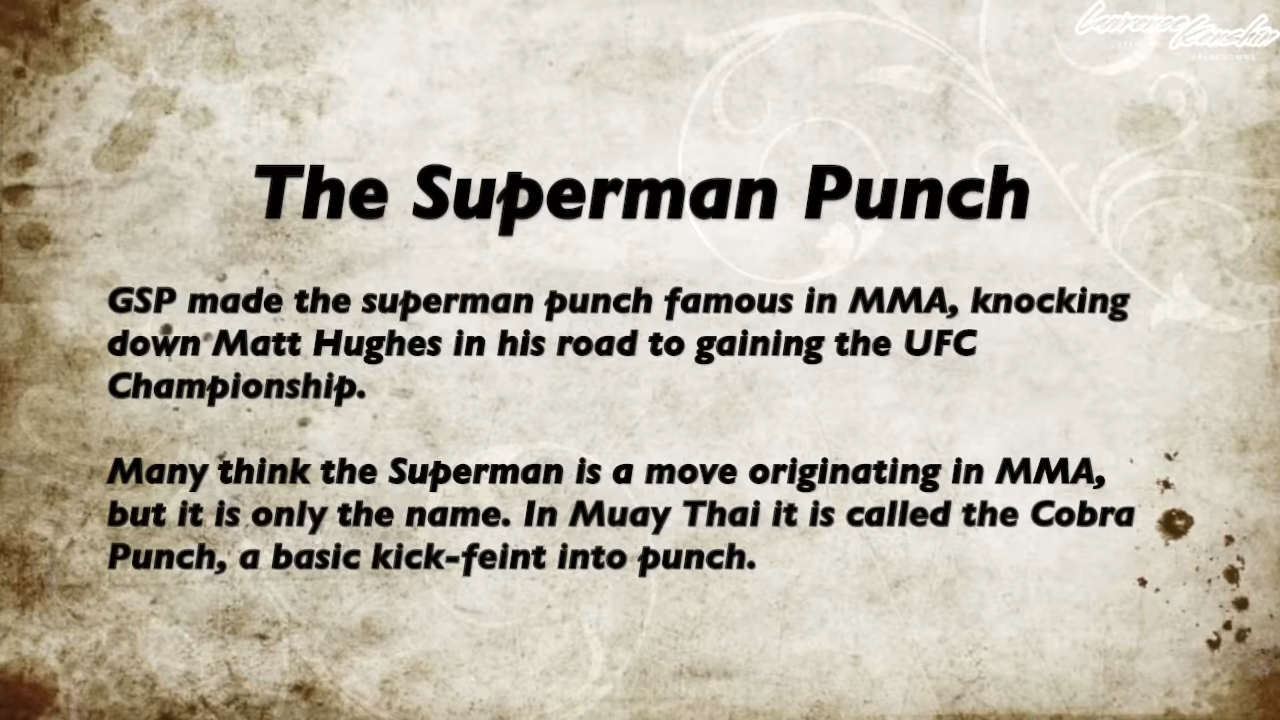 The Superman Punch
GSP made the superman punch famous in MMA, knocking
down Matt Hughes in his road to gaining the UFC
Championship.
Many think the Superman is a move originating in MMA,
but it is only the name. In Muay Thai it is called the Cobra
Punch, a basic kick-feint into punch.